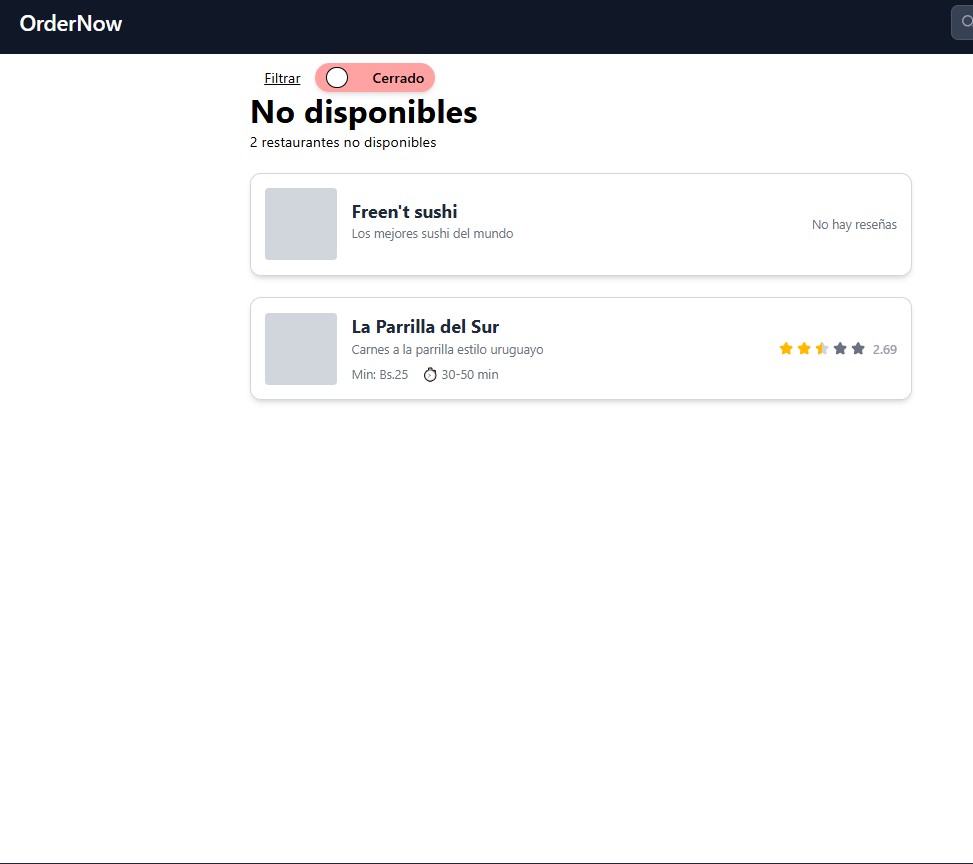 OrderNow
Filtrar
Cerrado
No disponibles
2 restaurantes no disponibles
Freen't sushi
Los mejores sushi del mundo
No hay reseñas
La Parrilla del Sur
Carnes a la parrilla estilo uruguayo
2.69
Min: Bs.25 30-50 min